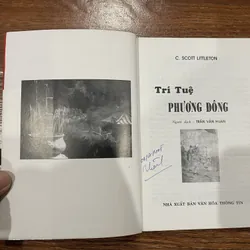 C. SCOTT LITTLETON
Trí Tuệ
PHƯƠNG ĐÔNG
Người dịch : TRẦN VĂN HUÂN
NHÀ XUẤT BẢN VĂN HÓA THÔNG TIN